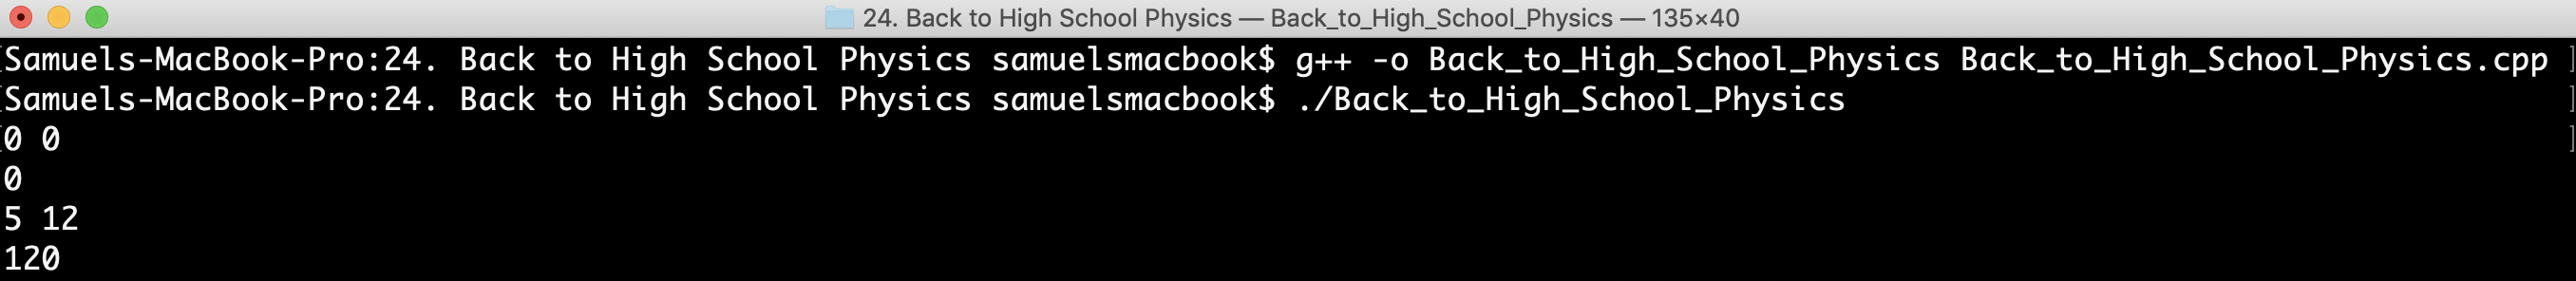 24. Back to High School Physics — Back_to_High_School_Physics — 135×40
[Samuels-MacBook-Pro:24. Back to High School Physics samuelsmacbook$ g++ -o Back_to_High_School_Physics Back_to_High_School_Physics.cpp ]
[Samuels-MacBook-Pro:24. Back to High School Physics samuelsmacbook$ ./Back_to_High_School_Physics ]
[0 0 ]
0
5 12
120